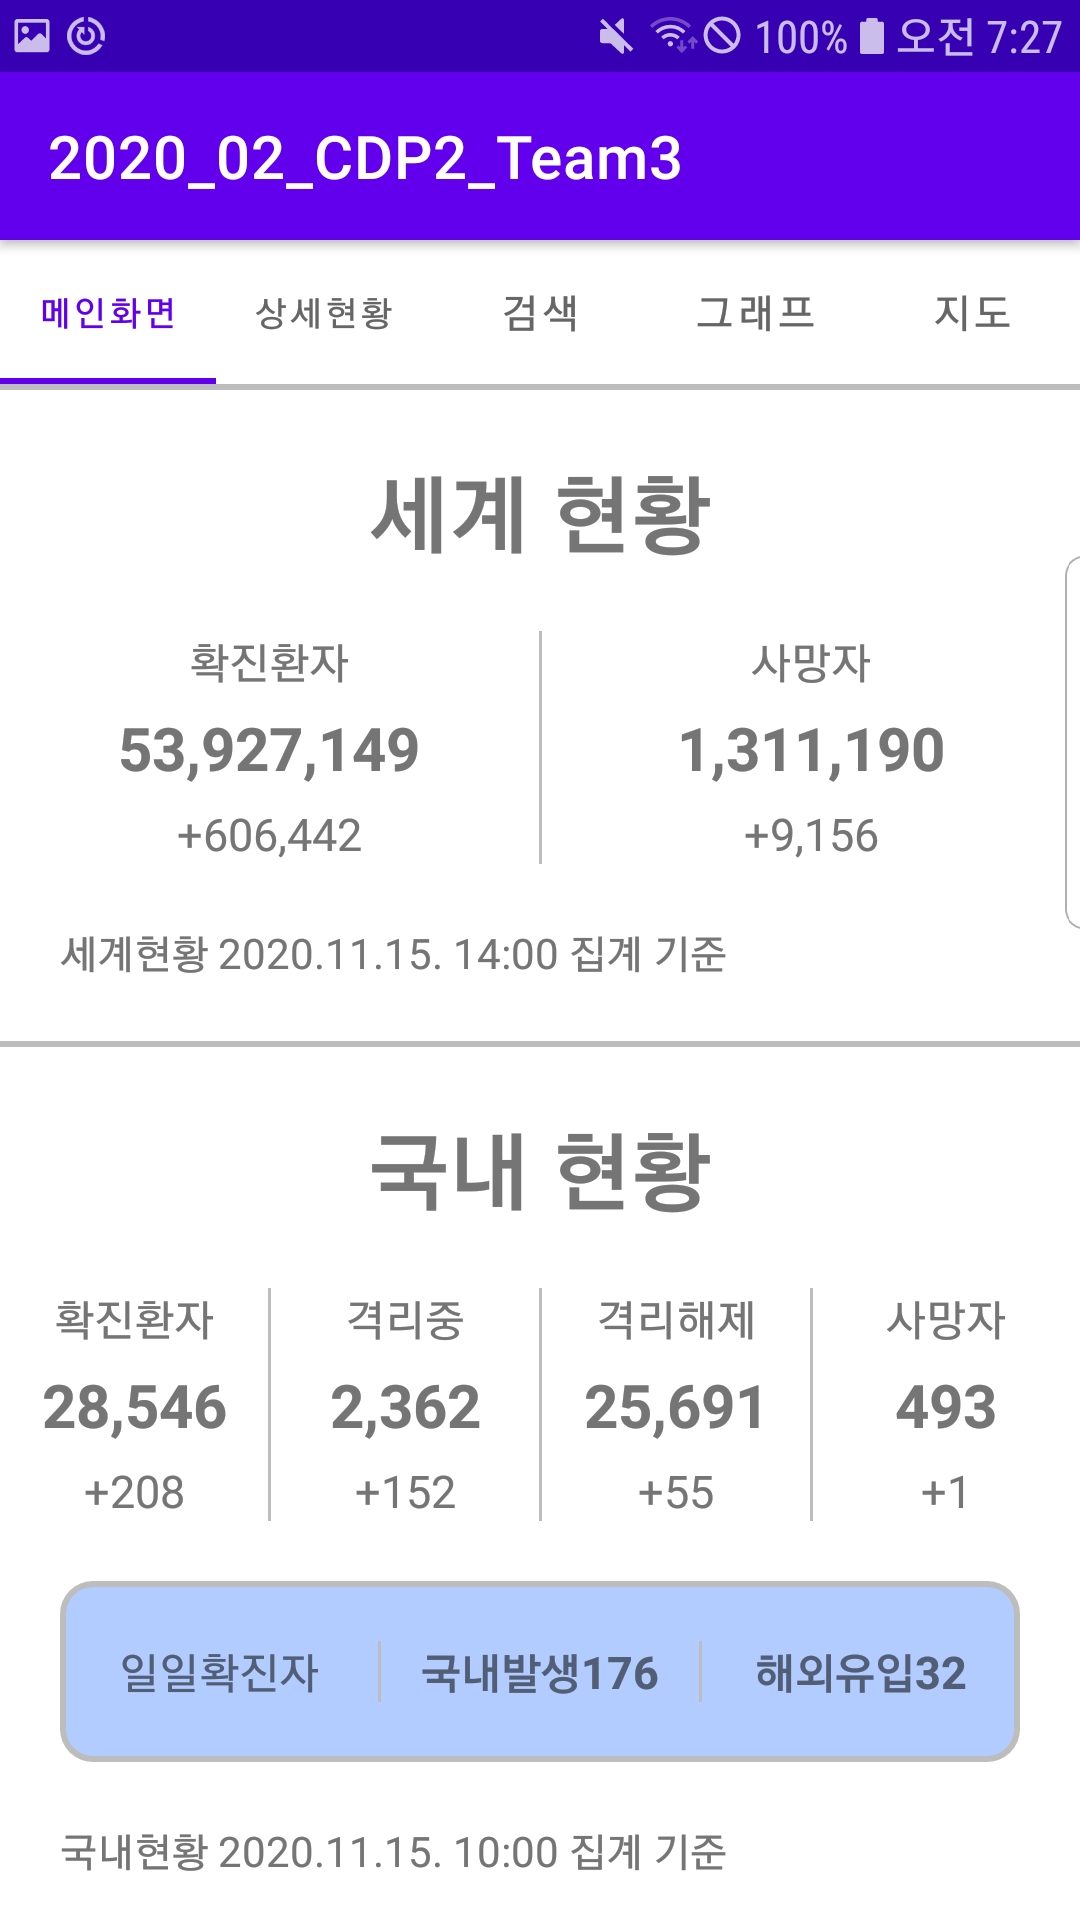 100% 오전 7:27
2020_02_CDP2_Team3
메인화면 상세현황 검색 그래프 지도
세계 현황
확진환자 사망자
53,927,149 1,311,190
+606,442 +9,156
세계현황 2020.11.15. 14:00 집계 기준
국내 현황
확진환자 격리중 격리해제 사망자
28,546 2,362 25,691 493
+208 +152 +55 +1
일일확진자 국내발생176 해외유입32
국내현황 2020.11.15. 10:00 집계 기준